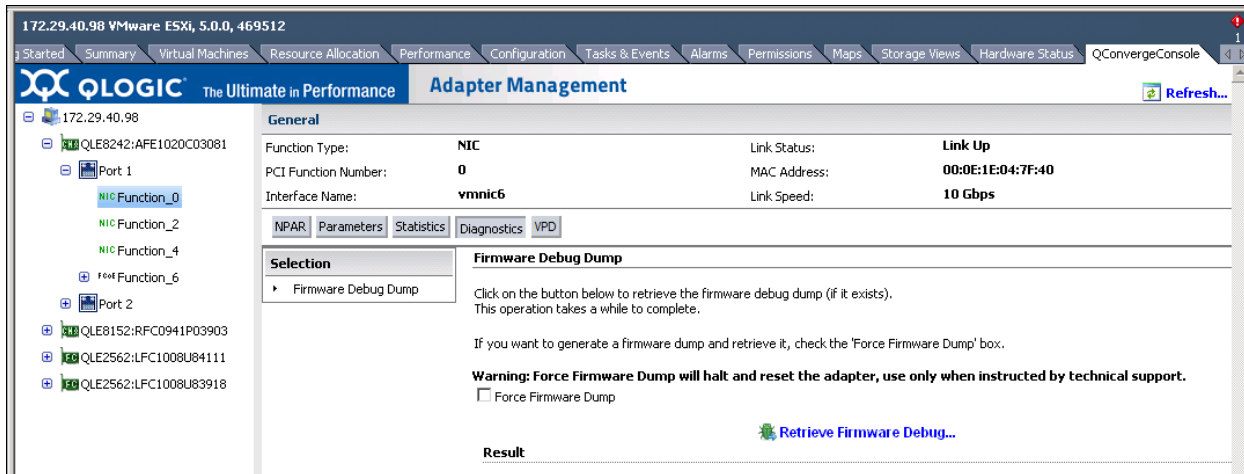 172.29.40.98 VMware ESXi, 5.0.0, 469512
1
g Started Summary Virtual Machines Resource Allocation Performance Configuration Tasks & Events Alarms Permissions Maps Storage Views Hardware Status QConvergeConsole
QLOGIC The Ultimate in Performance Adapter Management
Refresh...
172.29.40.98
QLE8242:AFE1020C03081
Port 1
NIC Function_0
NIC Function_2
NIC Function_4
FCoE Function_6
Port 2
QLE8152:RFC0941P03903
FC QLE2562:LFC1008U84111
FC QLE2562:LFC1008U83918
General
Function Type: NIC Link Status: Link Up
PCI Function Number: 0 MAC Address: 00:0E:1E:04:7F:40
Interface Name: vmnic6 Link Speed: 10 Gbps
NPAR Parameters Statistics Diagnostics VPD
Selection
Firmware Debug Dump
Firmware Debug Dump
Click on the button below to retrieve the firmware debug dump (if it exists).
This operation takes a while to complete.
If you want to generate a firmware dump and retrieve it, check the 'Force Firmware Dump' box.
Warning: Force Firmware Dump will halt and reset the adapter, use only when instructed by technical support.
Force Firmware Dump
Retrieve Firmware Debug...
Result